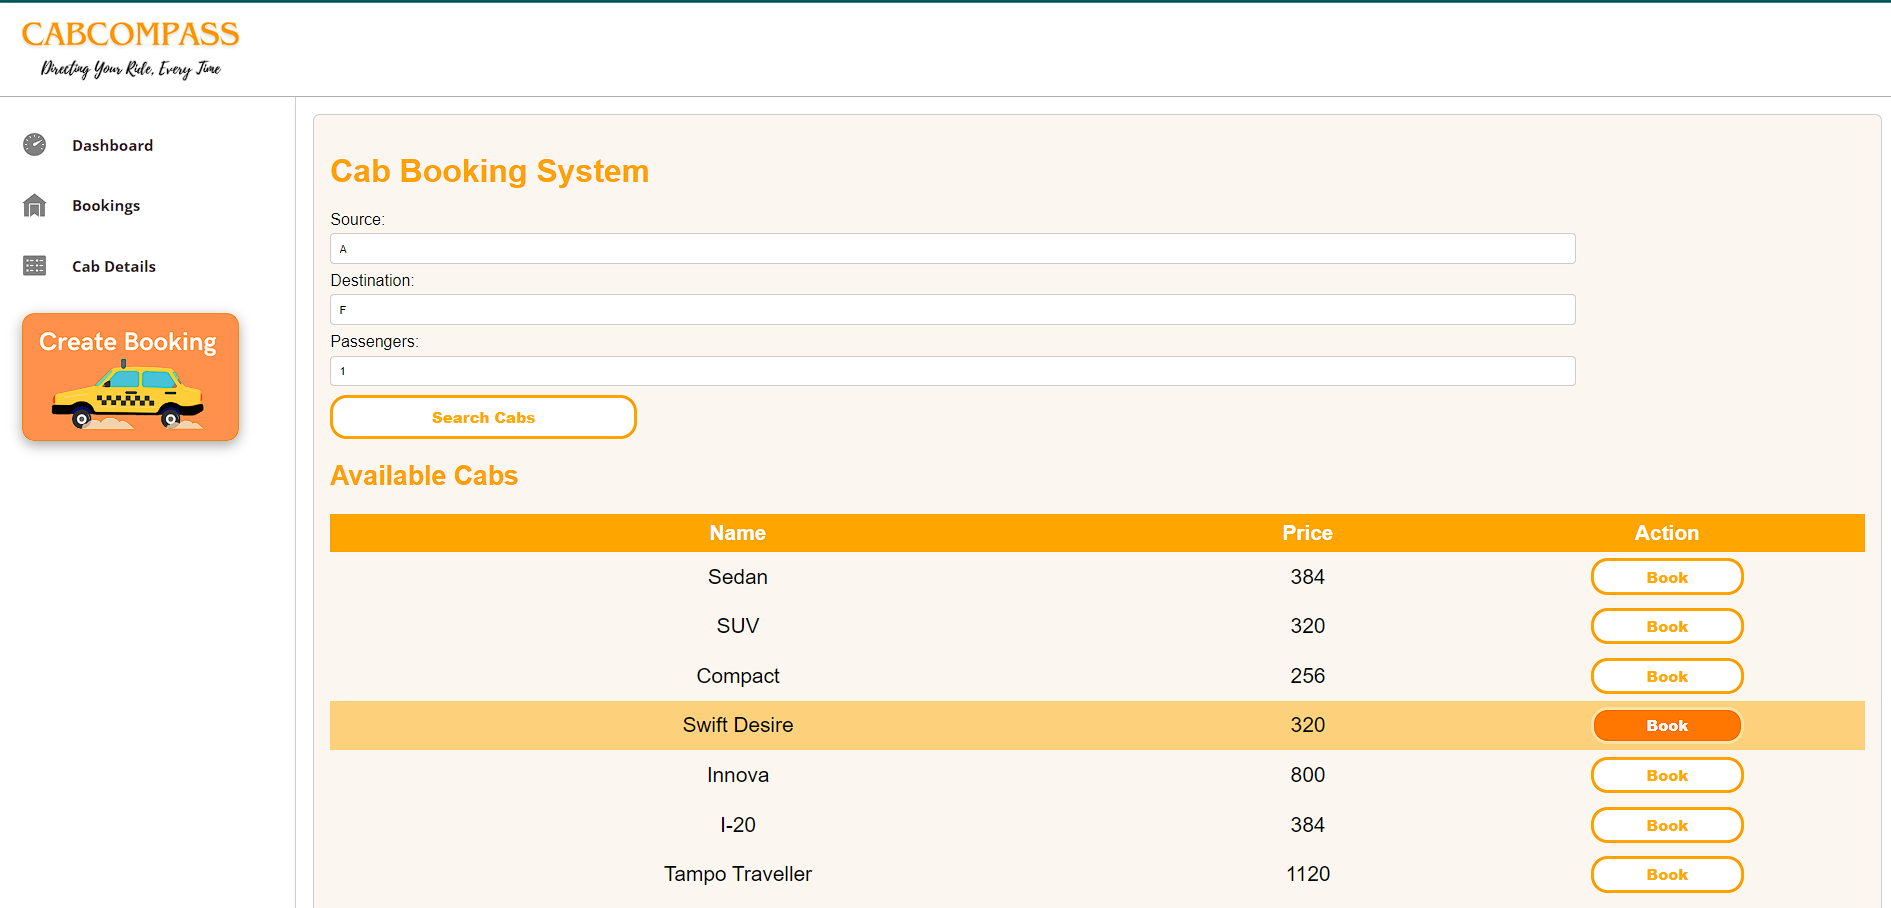 CABCOMPASS
Directing Your Ride, Every Time
Dashboard
Bookings
Cab Details
Create Booking
Cab Booking System
Source:
A
Destination:
F
Passengers:
1
Search Cabs
Available Cabs
Name Price Action
Sedan 384 Book
SUV 320 Book
Compact 256 Book
Swift Desire 320 Book
Innova 800 Book
I-20 384 Book
Tampo Traveller 1120 Book